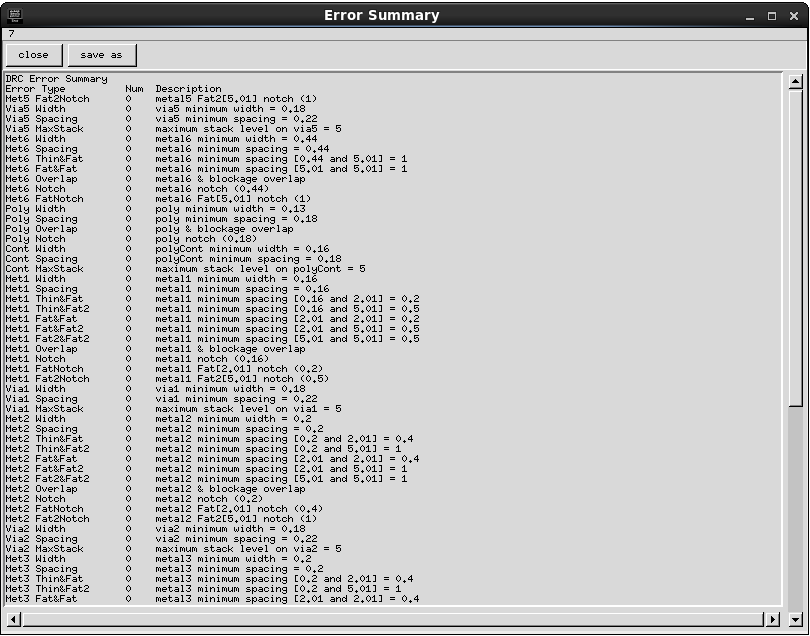 Error Summary
7
close save as
DRC Error Summary
Error Type Num Description
Met5 Fat2Notch 0 metal5 Fat2[5.01] notch (1)
Via5 Width 0 via5 minimum width = 0.18
Via5 Spacing 0 via5 minimum spacing = 0.22
Via5 MaxStack 0 maximum stack level on via5 = 5
Met6 Width 0 metal6 minimum width = 0.44
Met6 Spacing 0 metal6 minimum spacing = 0.44
Met6 Thin&Fat 0 metal6 minimum spacing [0.44 and 5.01] = 1
Met6 Fat&Fat 0 metal6 minimum spacing [5.01 and 5.01] = 1
Met6 Overlap 0 metal6 & blockage overlap
Met6 Notch 0 metal6 notch (0.44)
Met6 FatNotch 0 metal6 Fat[5.01] notch (1)
Poly Width 0 poly minimum width = 0.13
Poly Spacing 0 poly minimum spacing = 0.18
Poly Overlap 0 poly & blockage overlap
Poly Notch 0 poly notch (0.18)
Cont Width 0 polyCont minimum width = 0.16
Cont Spacing 0 polyCont minimum spacing = 0.18
Cont MaxStack 0 maximum stack level on polyCont = 5
Met1 Width 0 metal1 minimum width = 0.16
Met1 Spacing 0 metal1 minimum spacing = 0.16
Met1 Thin&Fat 0 metal1 minimum spacing [0.16 and 2.01] = 0.2
Met1 Thin&Fat2 0 metal1 minimum spacing [0.16 and 5.01] = 0.5
Met1 Fat&Fat 0 metal1 minimum spacing [2.01 and 2.01] = 0.2
Met1 Fat&Fat2 0 metal1 minimum spacing [2.01 and 5.01] = 0.5
Met1 Fat2&Fat2 0 metal1 minimum spacing [5.01 and 5.01] = 0.5
Met1 Overlap 0 metal1 & blockage overlap
Met1 Notch 0 metal1 notch (0.16)
Met1 FatNotch 0 metal1 Fat[2.01] notch (0.2)
Met1 Fat2Notch 0 metal1 Fat2[5.01] notch (0.5)
Via1 Width 0 via1 minimum width = 0.18
Via1 Spacing 0 via1 minimum spacing = 0.22
Via1 MaxStack 0 maximum stack level on via1 = 5
Met2 Width 0 metal2 minimum width = 0.2
Met2 Spacing 0 metal2 minimum spacing = 0.2
Met2 Thin&Fat 0 metal2 minimum spacing [0.2 and 2.01] = 0.4
Met2 Thin&Fat2 0 metal2 minimum spacing [0.2 and 5.01] = 1
Met2 Fat&Fat 0 metal2 minimum spacing [2.01 and 2.01] = 0.4
Met2 Fat&Fat2 0 metal2 minimum spacing [2.01 and 5.01] = 1
Met2 Fat2&Fat2 0 metal2 minimum spacing [5.01 and 5.01] = 1
Met2 Overlap 0 metal2 & blockage overlap
Met2 Notch 0 metal2 notch (0.2)
Met2 FatNotch 0 metal2 Fat[2.01] notch (0.4)
Met2 Fat2Notch 0 metal2 Fat2[5.01] notch (1)
Via2 Width 0 via2 minimum width = 0.18
Via2 Spacing 0 via2 minimum spacing = 0.22
Via2 MaxStack 0 maximum stack level on via2 = 5
Met3 Width 0 metal3 minimum width = 0.2
Met3 Spacing 0 metal3 minimum spacing = 0.2
Met3 Thin&Fat 0 metal3 minimum spacing [0.2 and 2.01] = 0.4
Met3 Thin&Fat2 0 metal3 minimum spacing [0.2 and 5.01] = 1
Met3 Fat&Fat 0 metal3 minimum spacing [2.01 and 2.01] = 0.4